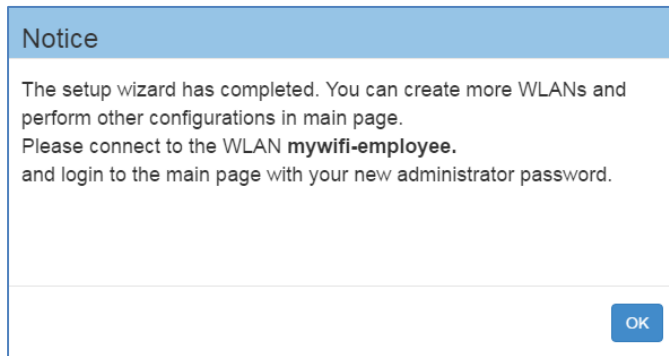 Notice
The setup wizard has completed. You can create more WLANs and
perform other configurations in main page.
Please connect to the WLAN mywifi-employee.
and login to the main page with your new administrator password.
OK